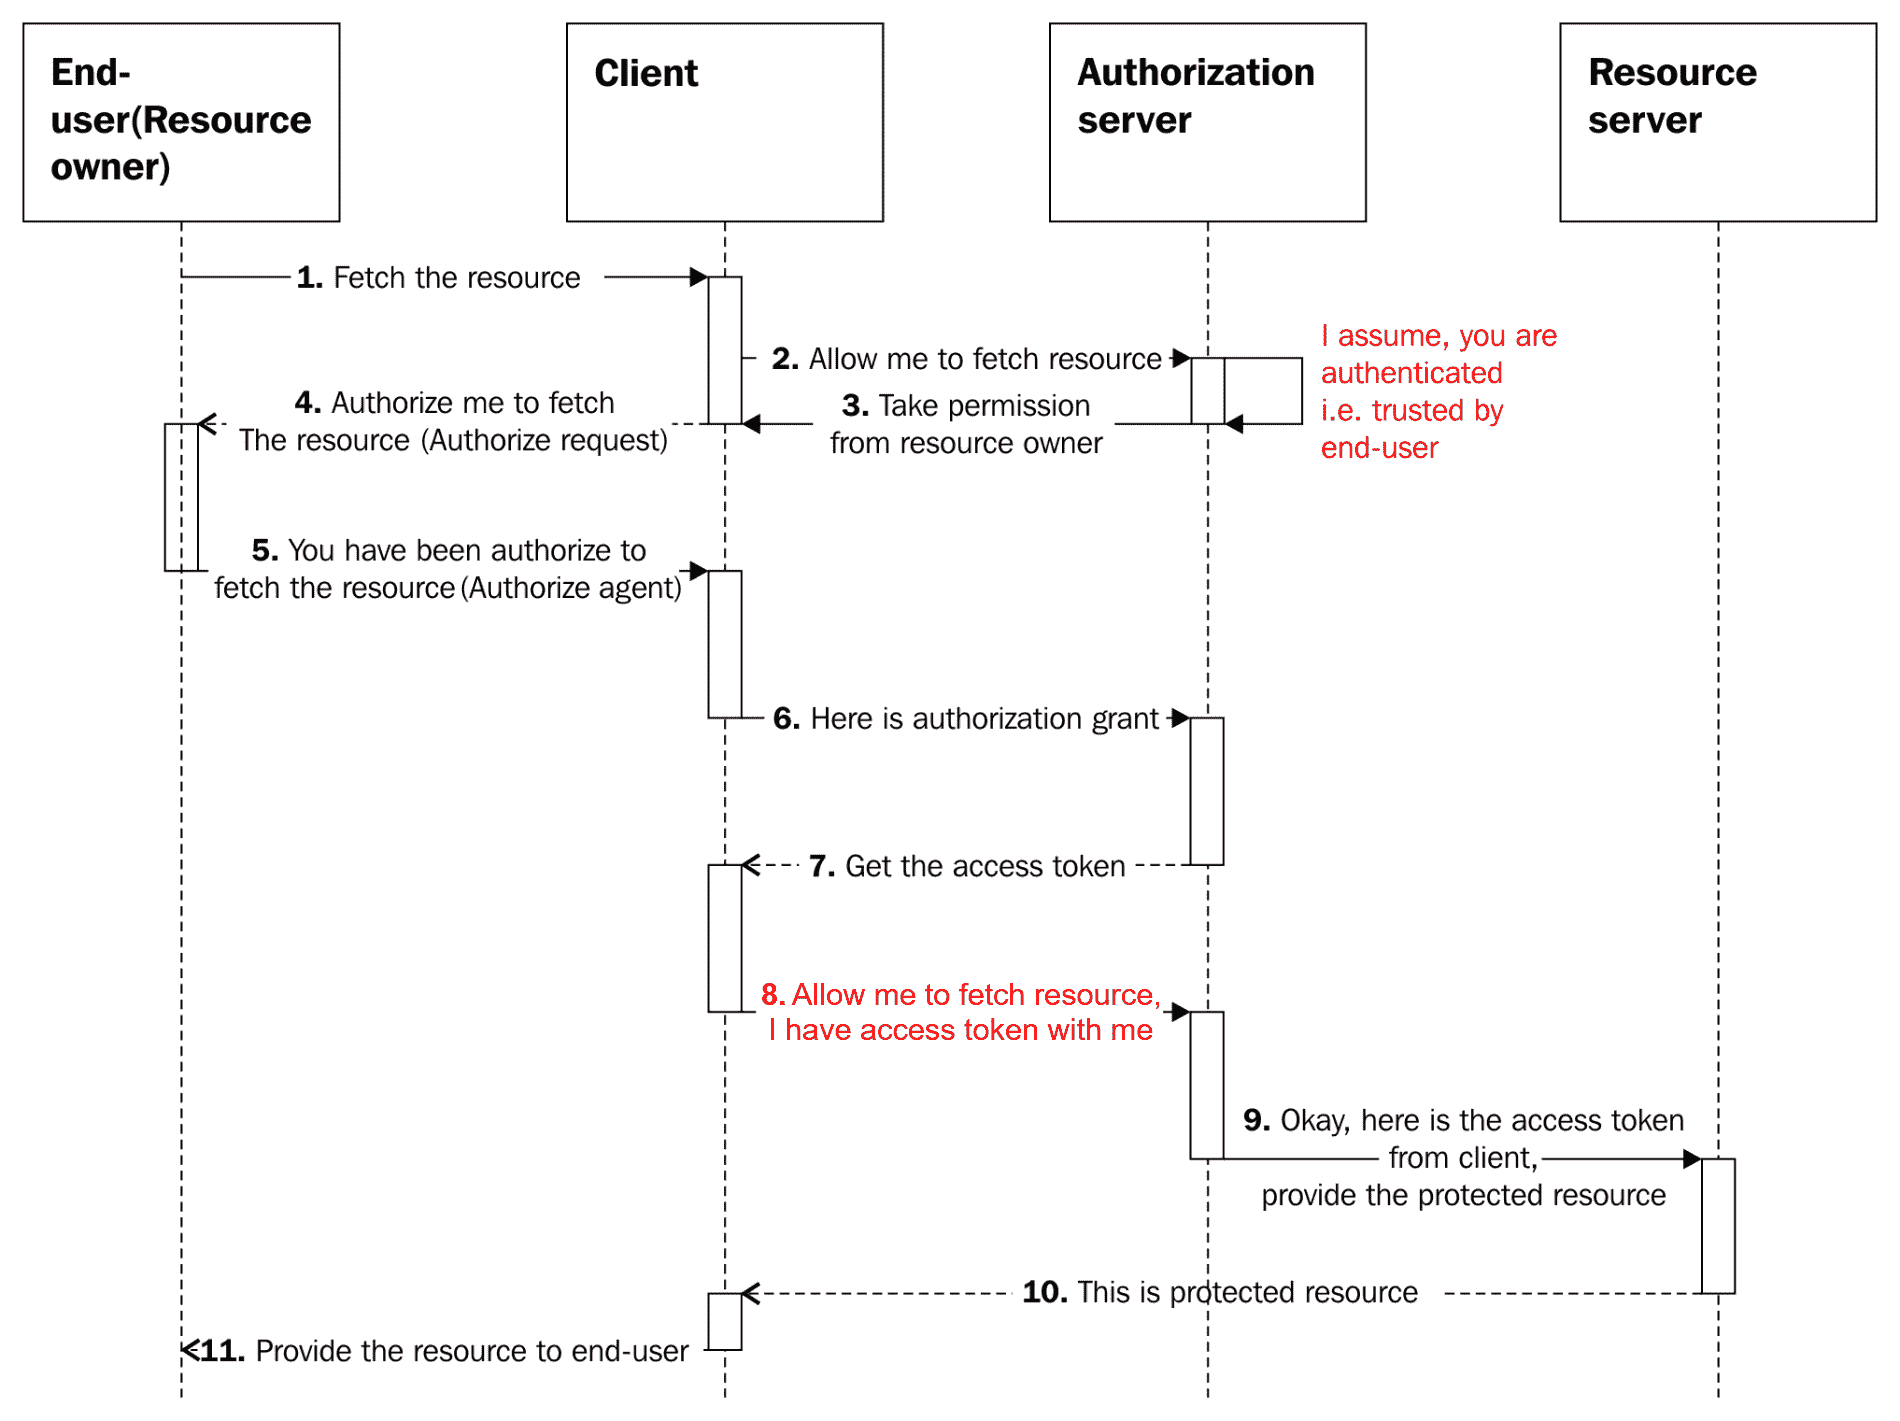 End-
user(Resource
owner)
Client
Authorization
server
Resource
server
1. Fetch the resource
2. Allow me to fetch resource
I assume, you are
authenticated
i.e. trusted by
end-user
3. Take permission
from resource owner
4. Authorize me to fetch
The resource (Authorize request)
5. You have been authorize to
fetch the resource (Authorize agent)
6. Here is authorization grant
7. Get the access token
8. Allow me to fetch resource,
I have access token with me
9. Okay, here is the access token
from client,
provide the protected resource
10. This is protected resource
11. Provide the resource to end-user